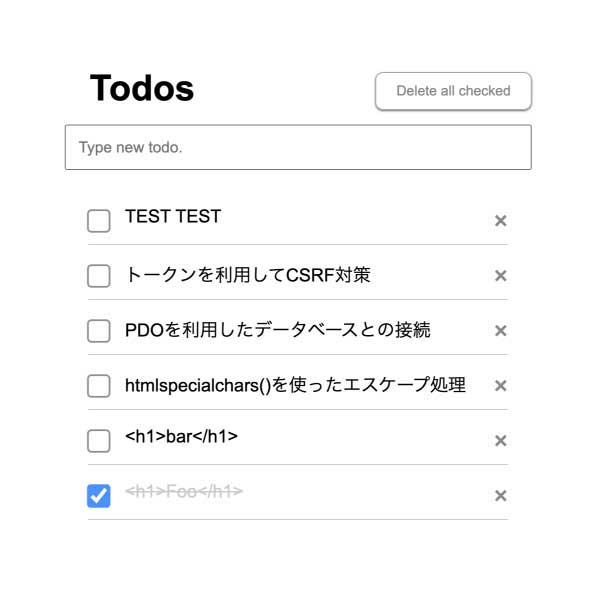 Todos
Delete all checked
Type new todo.
TEST TEST
トークンを利用してCSRF対策
PDOを利用したデータベースとの接続
htmlspecialchars()を使ったエスケープ処理
<h1>bar</h1>
<h1>Foo</h1>